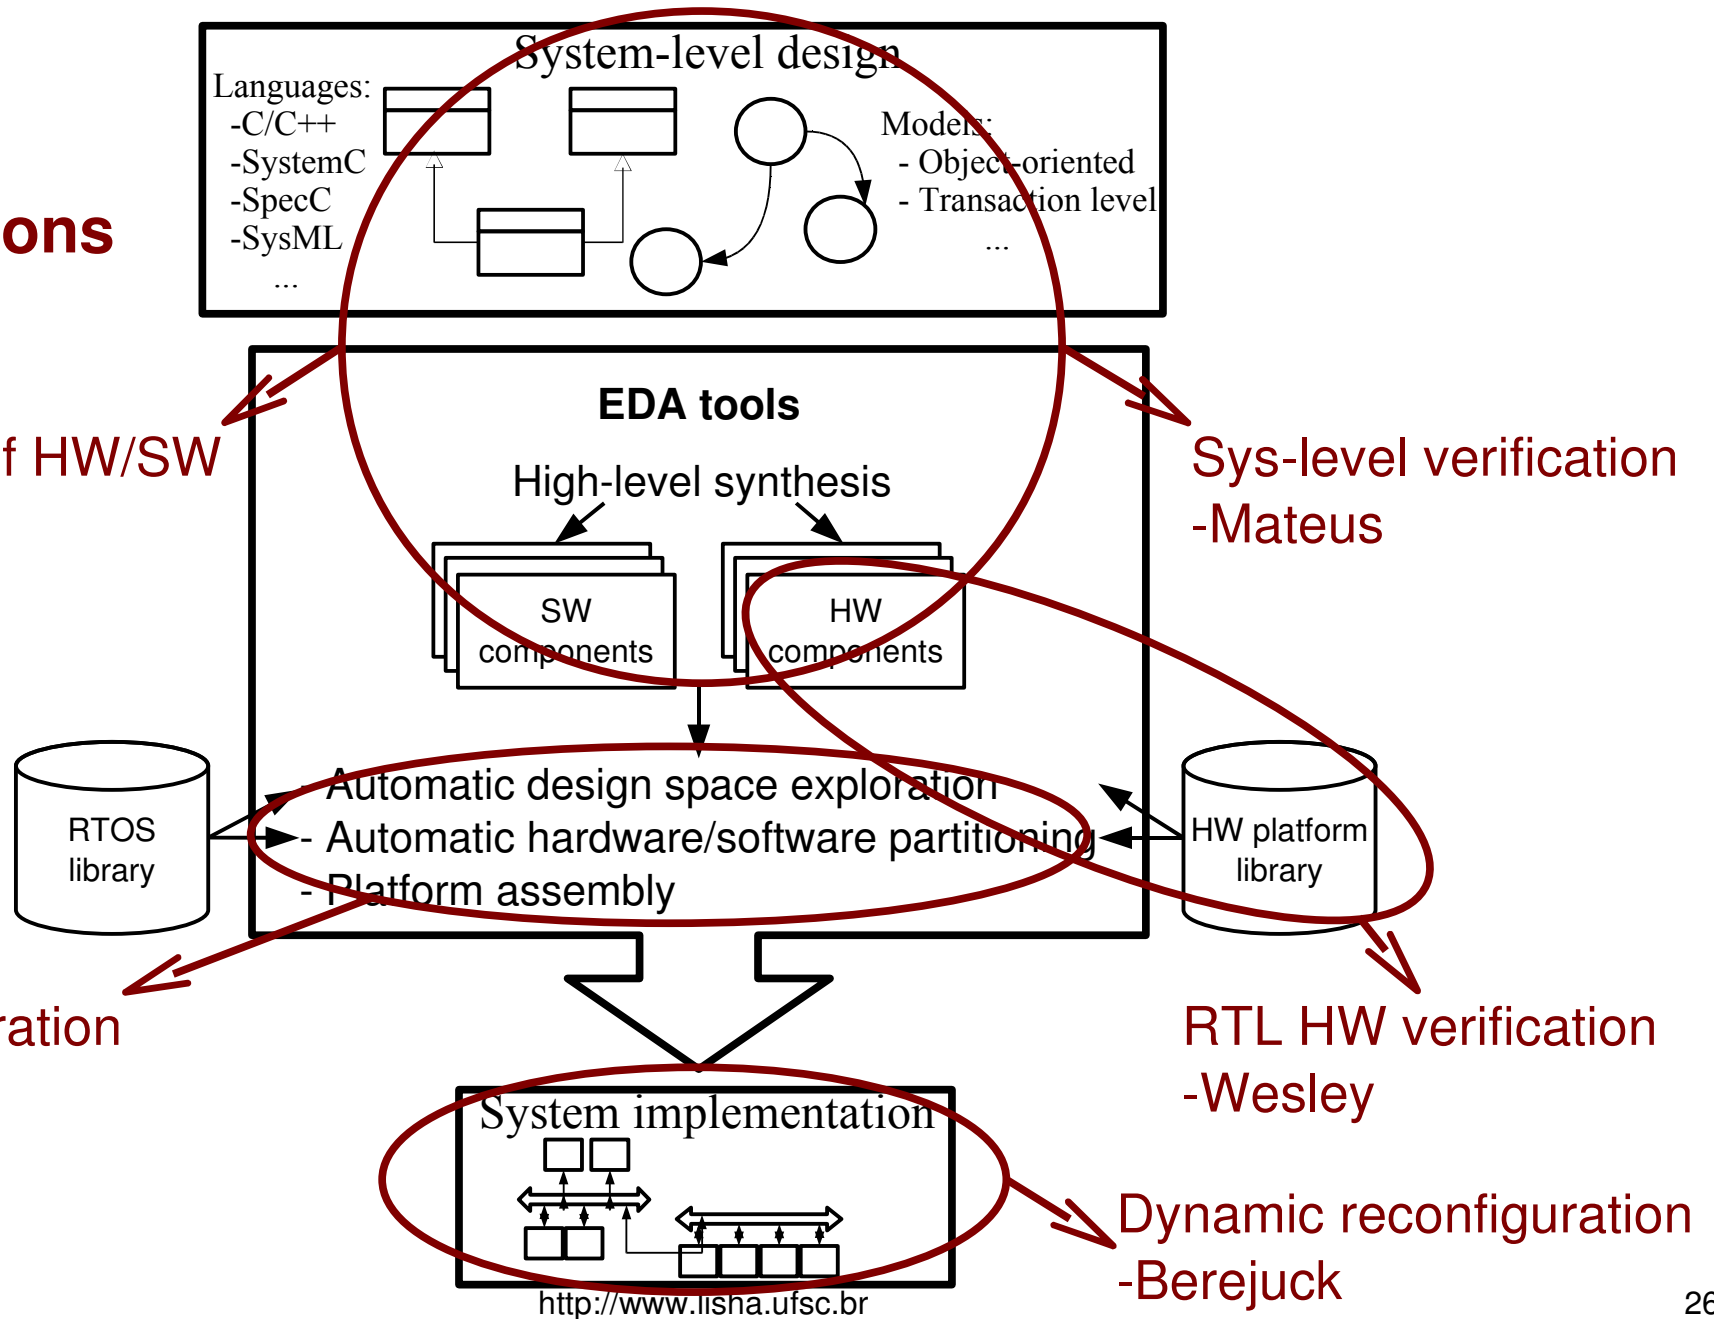 System-level design
Languages:
-C/C++
-SystemC
-SpecC
-SysML
...
Models:
- Object-oriented
- Transaction level
...
ons
EDA tools
f HW/SW
High-level synthesis
Sys-level verification
-Mateus
SW
components
HW
components
RTOS
library
- Automatic design space exploration
- Automatic hardware/software partitioning
- Platform assembly
HW platform
library
ration
RTL HW verification
-Wesley
System implementation
Dynamic reconfiguration
-Berejuck
http://www.lisha.ufsc.br
26